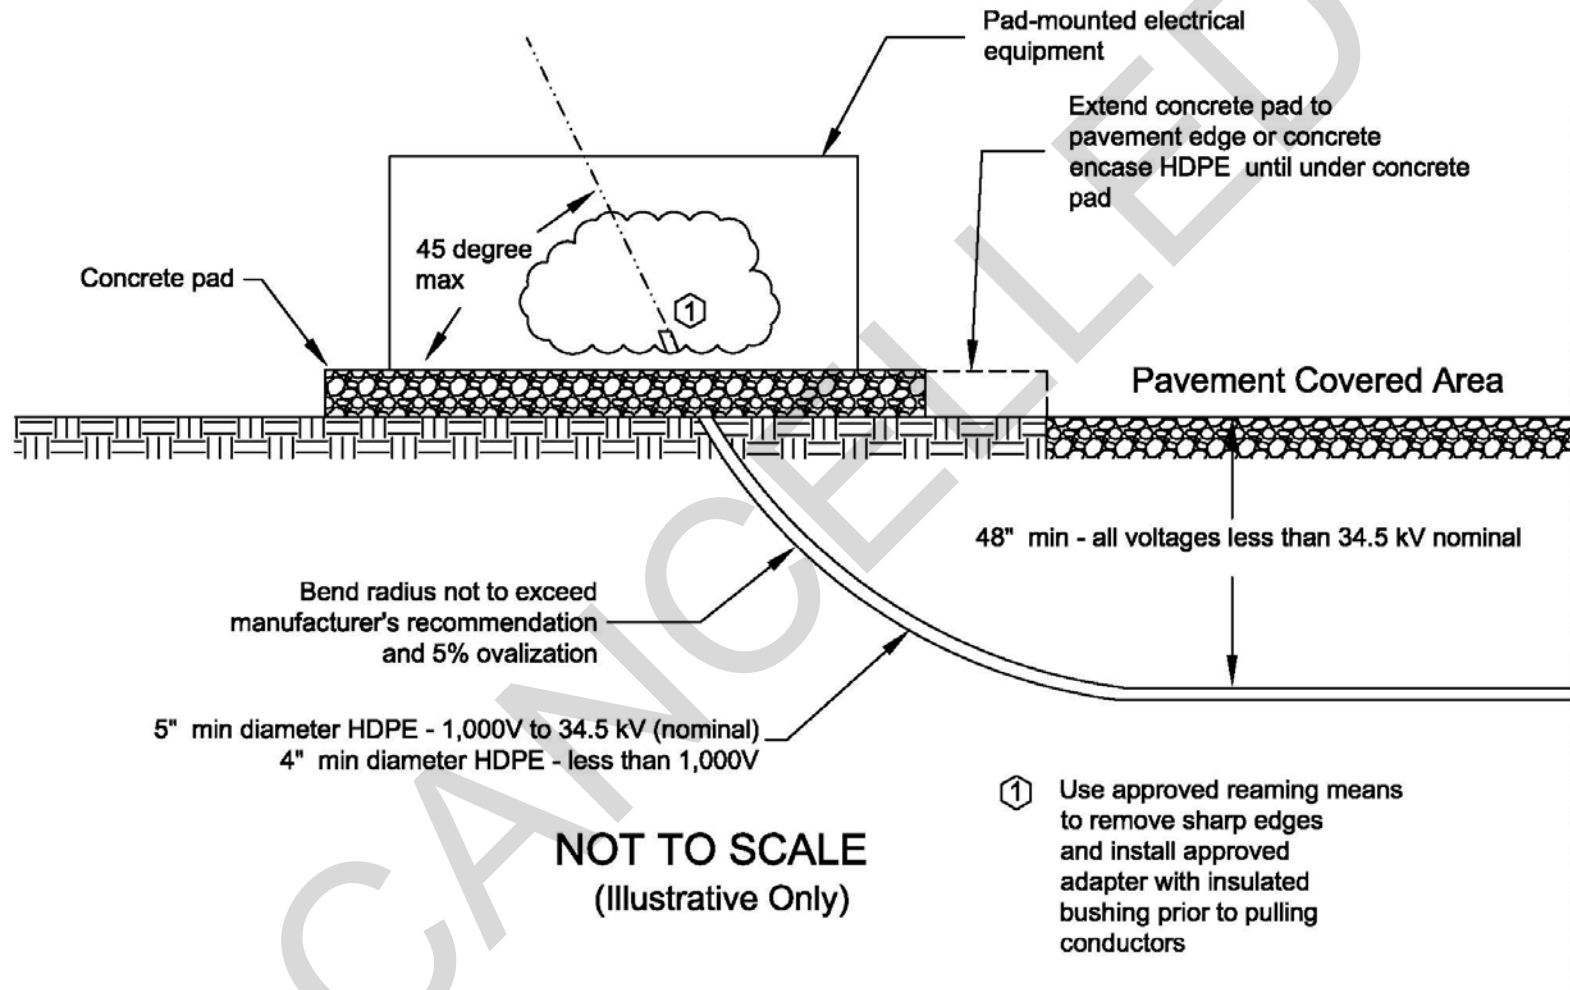 Pad-mounted electrical
equipment
Extend concrete pad to
pavement edge or concrete
encase HDPE until under concrete
pad
45 degree
max
Concrete pad
1
Pavement Covered Area
48" min - all voltages less than 34.5 kV nominal
Bend radius not to exceed
manufacturer's recommendation
and 5% ovalization
5" min diameter HDPE - 1,000V to 34.5 kV (nominal)
4" min diameter HDPE - less than 1,000V
1
Use approved reaming means
to remove sharp edges
and install approved
adapter with insulated
bushing prior to pulling
conductors
NOT TO SCALE
(Illustrative Only)
CANCELLED